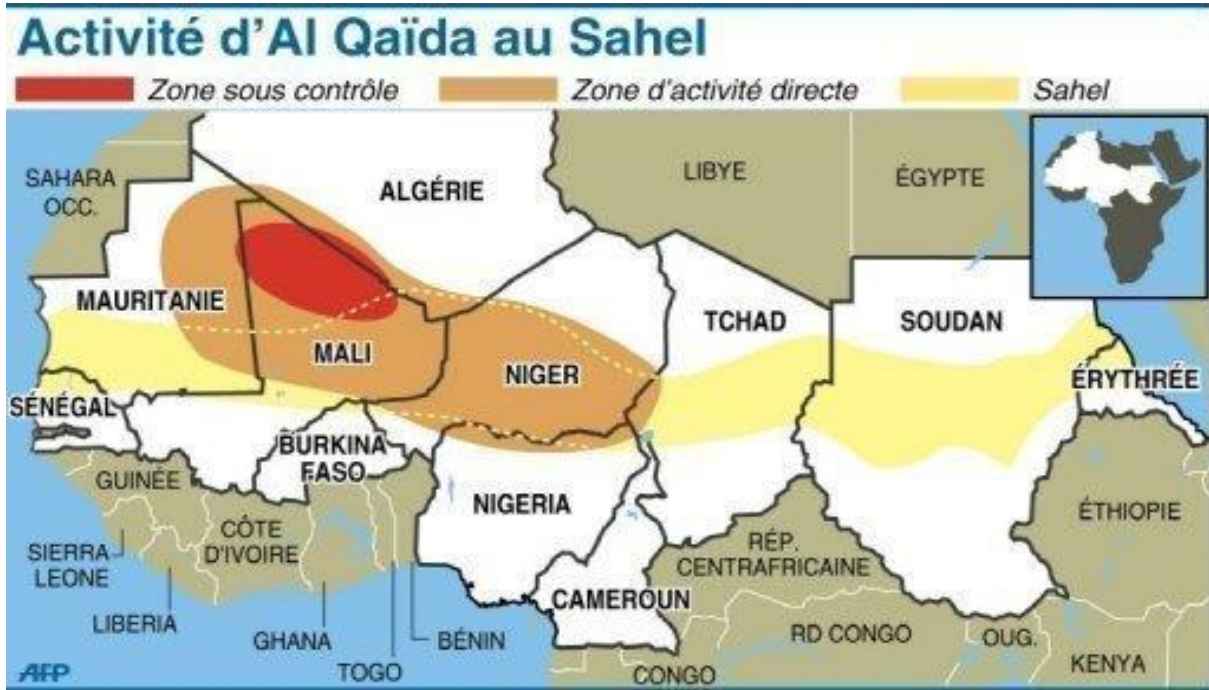 Activité d'Al Qaïda au Sahel
Zone sous contrôle
Zone d'activité directe
Sahel
SAHARA
OCC.
ALGÉRIE
LIBYE
ÉGYPTE
MAURITANIE
MALI
NIGER
TCHAD
SOUDAN
ÉRYTHRÉE
SÉNÉGAL
BURKINA
FASO
GUINÉE
NIGERIA
CÔTE
D'IVOIRE
ÉTHIOPIE
SIERRA
LEONE
RÉP.
CENTRAFRICAINE
CAMEROUN
LIBERIA
GHANA
BÉNIN
RD CONGO
OUG.
TOGO
CONGO
KENYA
AFP